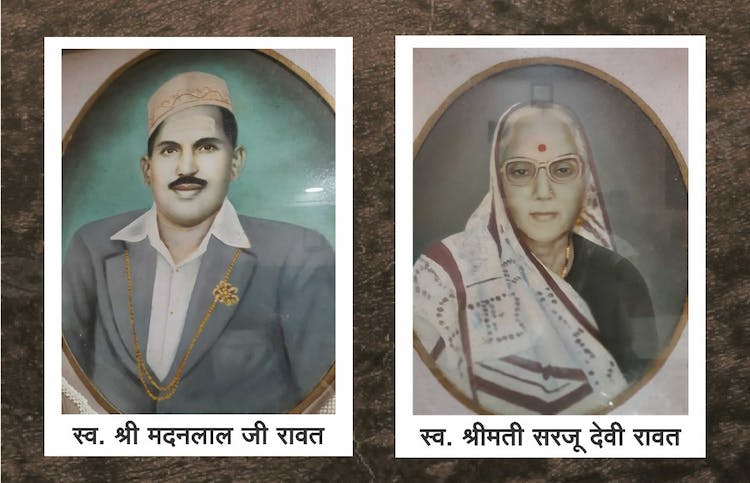 स्व. श्री मदनलाल जी रावत
स्व. श्रीमती सरजू देवी रावत